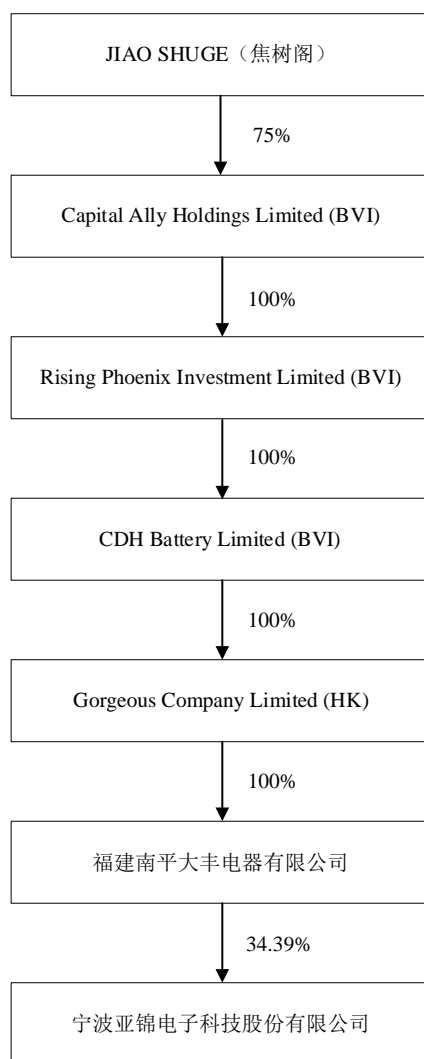 JIAO SHUGE（焦树阁）
75%
Capital Ally Holdings Limited (BVI)
100%
Rising Phoenix Investment Limited (BVI)
100%
CDH Battery Limited (BVI)
100%
Gorgeous Company Limited (HK)
100%
福建南平大丰电器有限公司
34.39%
宁波亚锦电子科技股份有限公司